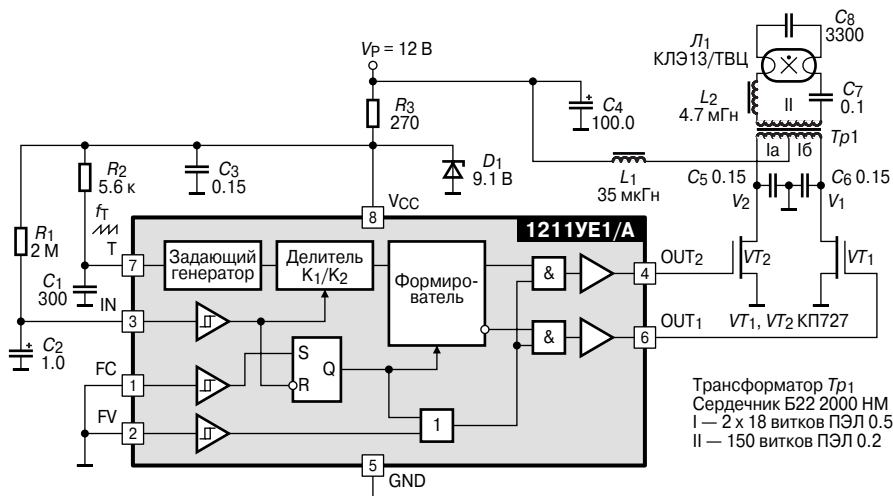 C8
3300
Л1
КЛЭ13/ТВЦ
VP = 12 В
R3
270
C4
100.0
L2
4.7 мГн
II
C7
0.1
Tp1
Iа
Iб
R2
5.6 к
C3
0.15
D1
9.1 В
L1
35 мкГн
C5 0.15
C6 0.15
V2
V1
fT
R1
2 М
8
VCC
1211УЕ1/А
T
7
Задающий
генератор
Делитель
K1/K2
Формиро-
ватель
&
4
OUT2
VT2
VT1
C1
300
IN
3
&
6
OUT1
VT1, VT2 КП727
C2
1.0
S
R
Q
FC
1
FV
2
1
5
GND
Трансформатор Tp1
Сердечник Б22 2000 НМ
I — 2 x 18 витков ПЭЛ 0.5
II — 150 витков ПЭЛ 0.2